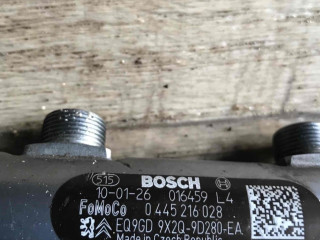 515 BOSCH
10-01-26 016459 L4
FoMoCo 0 445 216 028
EQ9GD 9X2Q-9D280-EA
Made in Czech Republic